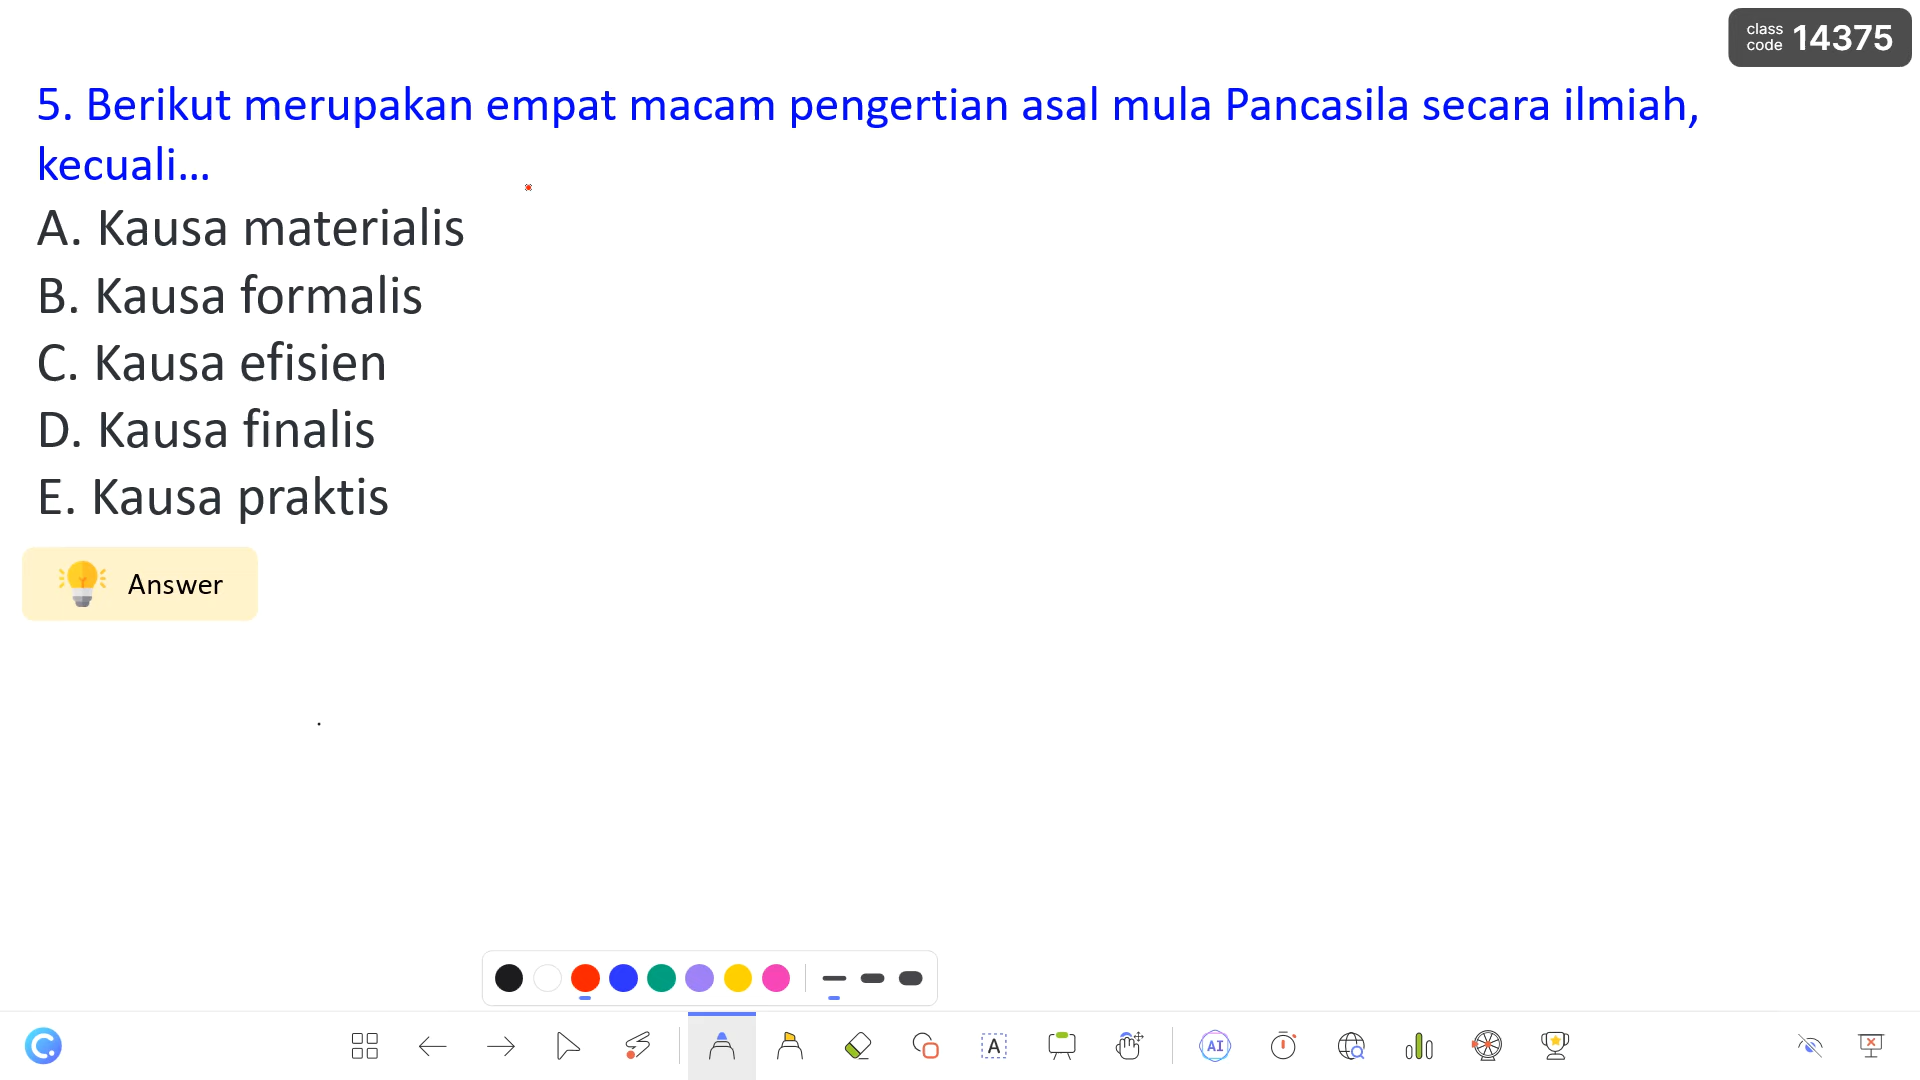 class
code 14375
5. Berikut merupakan empat macam pengertian asal mula Pancasila secara ilmiah,
kecuali...
A. Kausa materialis
B. Kausa formalis
C. Kausa efisien
D. Kausa finalis
E. Kausa praktis
Answer
A
AI